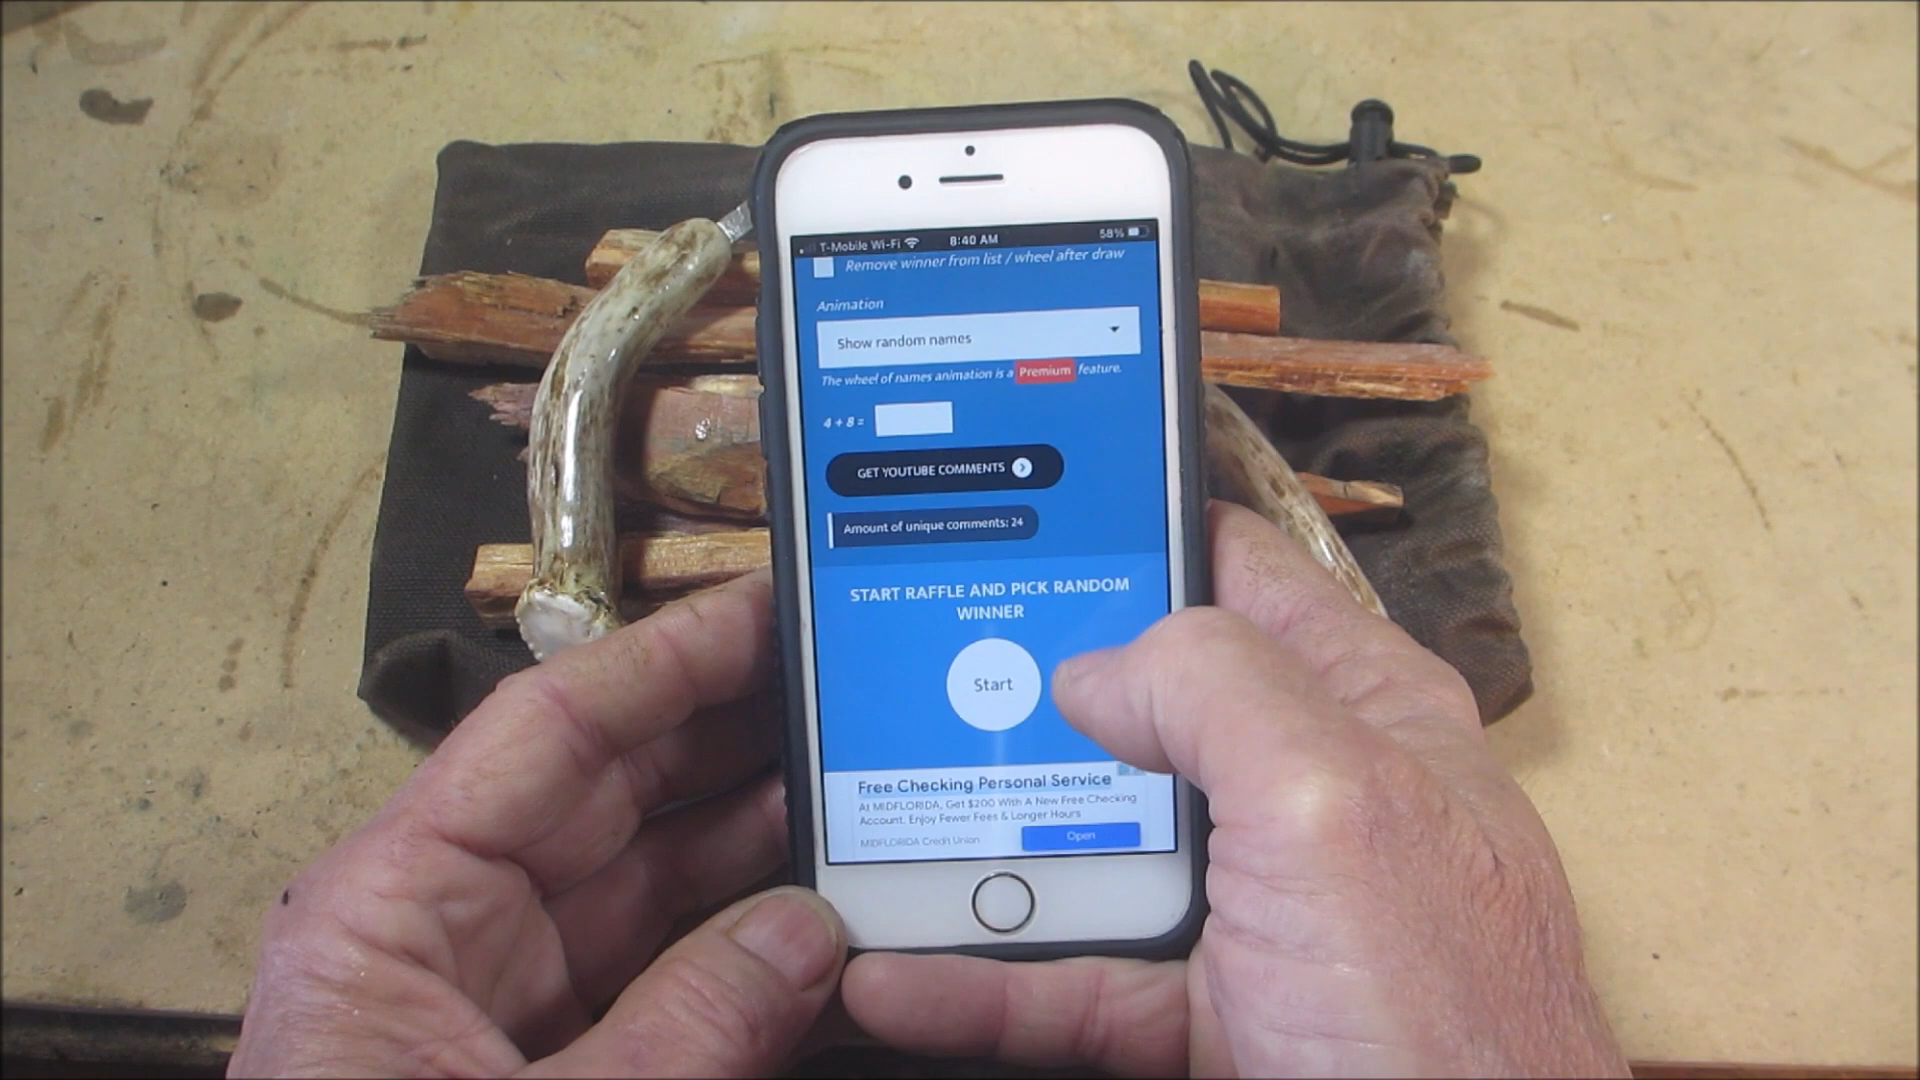 T-Mobile Wi-Fi 8:40 AM 58%
Remove winner from list / wheel after draw
Animation
Show random names
The wheel of names animation is a Premium feature.
4 + 8 =
GET YOUTUBE COMMENTS
Amount of unique comments: 24
START RAFFLE AND PICK RANDOM
WINNER
Start
Free Checking Personal Service
At MIDFLORIDA, Get $200 With A New Free Checking
Account. Enjoy Fewer Fees & Longer Hours
MIDFLORIDA Credit Union
Open